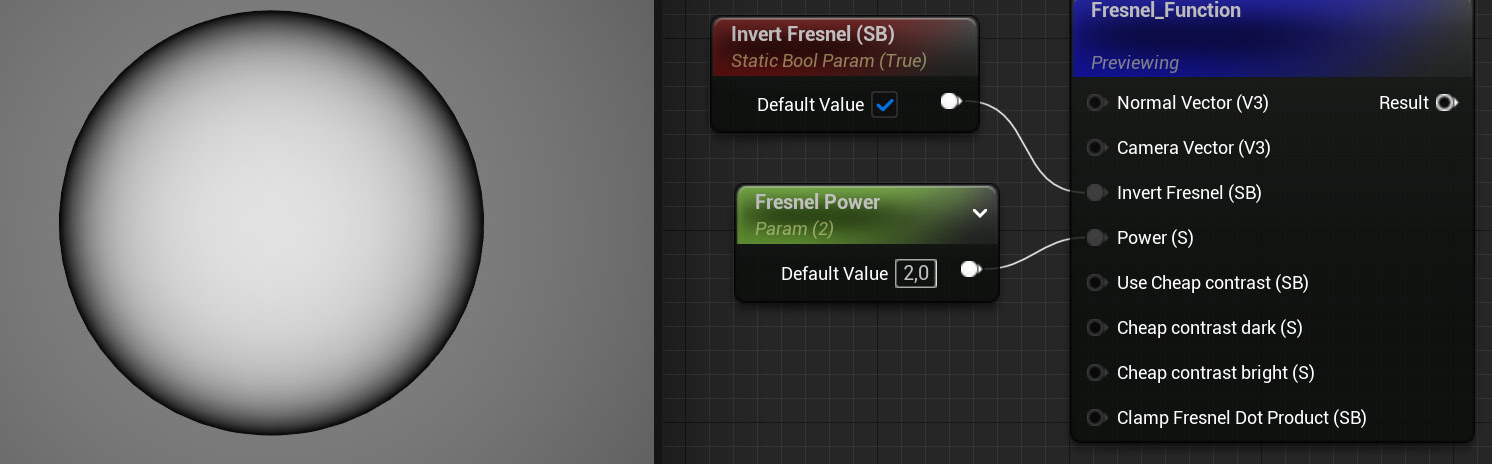 Invert Fresnel (SB)
Static Bool Param (True)
Default Value
Fresnel Power
Param (2)
Default Value 2,0
Fresnel_Function
Previewing
Normal Vector (V3) Result
Camera Vector (V3)
Invert Fresnel (SB)
Power (S)
Use Cheap contrast (SB)
Cheap contrast dark (S)
Cheap contrast bright (S)
Clamp Fresnel Dot Product (SB)